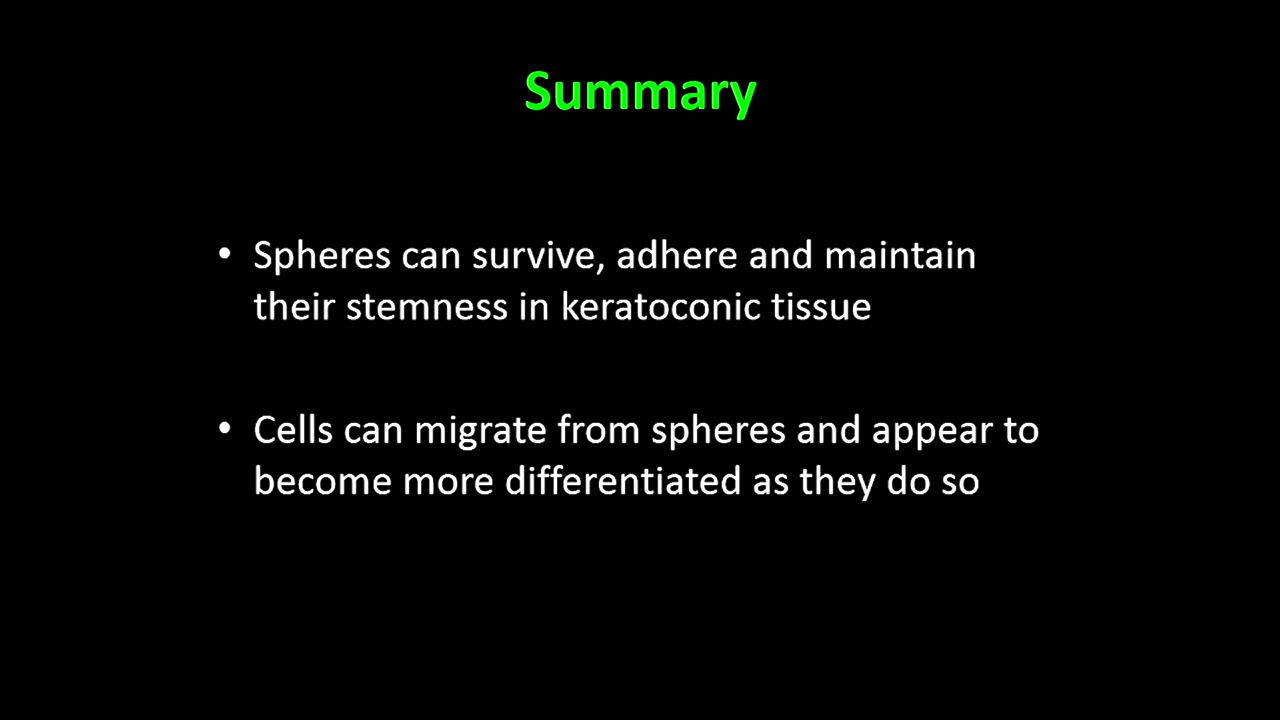 Summary
• Spheres can survive, adhere and maintain
their stemness in keratoconic tissue
• Cells can migrate from spheres and appear to
become more differentiated as they do so